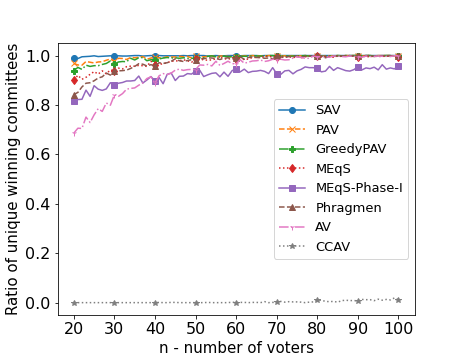 Ratio of unique winning committees
1.0
0.8
0.6
0.4
0.2
0.0
SAV
PAV
GreedyPAV
MEqS
MEqS-Phase-I
Phragmen
AV
CCAV
20 30 40 50 60 70 80 90 100
n - number of voters